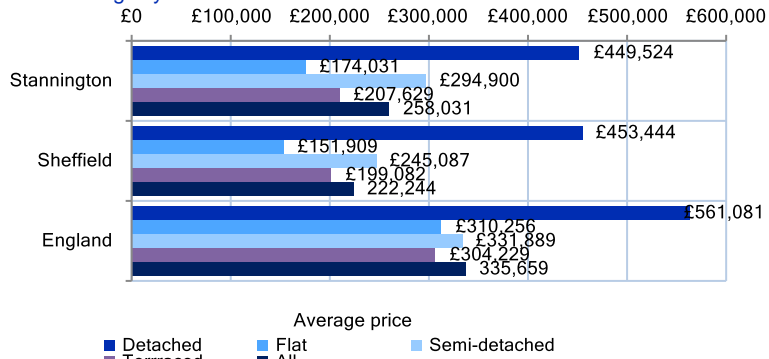 £0 £100,000 £200,000 £300,000 £400,000 £500,000 £600,000
£449,524
£174,031
Stannington £294,900
£207,629
258,031
£453,444
£151,909
Sheffield £245,087
£199,082
222,244
£561,081
£310,256
England £331,889
£304,229
335,659
Average price
Detached Flat Semi-detached
All